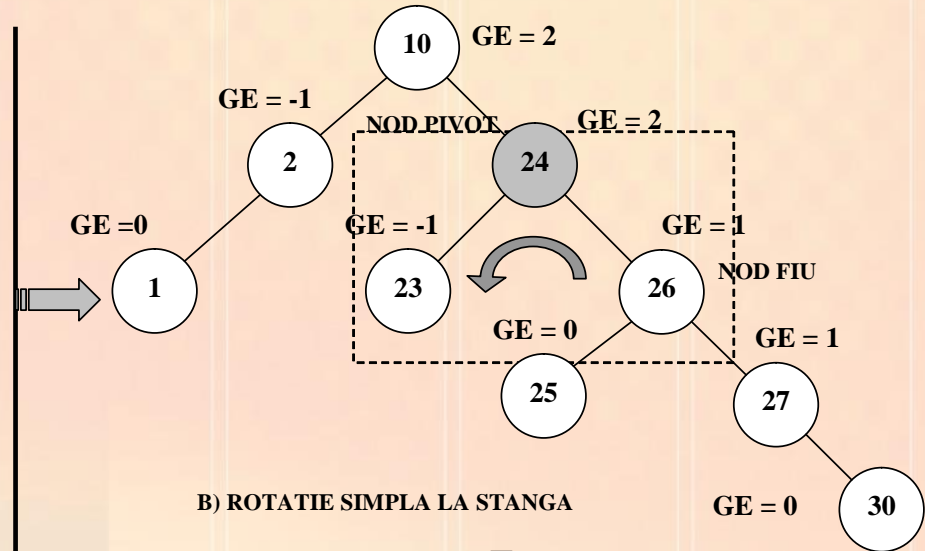 10
GE = 2
GE = -1
2
NOD PIVOT
GE = 2
24
GE =0
1
GE = -1
23
GE = 1
26
NOD FIU
GE = 0
25
GE = 1
27
B) ROTATIE SIMPLA LA STANGA
GE = 0
30